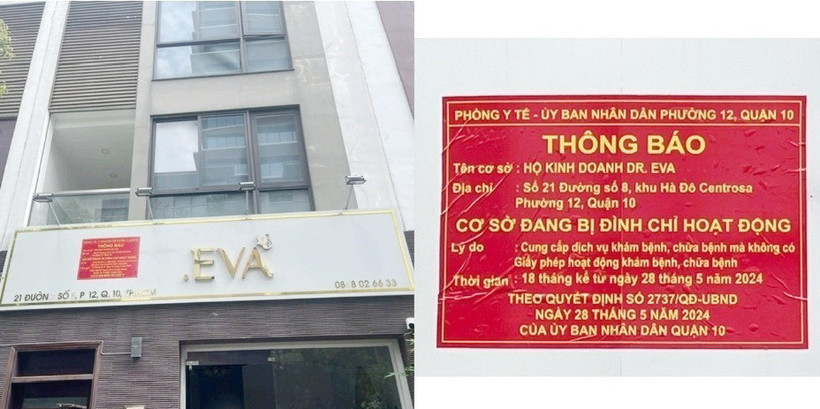 THÔNG BÁO
.EVA
21 ĐUÒN SỐ P 12, Q. 10,
08 8 02 66 33
PHÒNG Y TẾ - ỦY BAN NHÂN DÂN PHƯỜNG 12, QUẬN 10
THÔNG BÁO
Tên cơ sở : HỘ KINH DOANH DR. EVA
Địa chỉ : Số 21 Đường số 8, khu Hà Đô Centrosa
Phường 12, Quận 10
CƠ SỞ ĐANG BỊ ĐÌNH CHỈ HOẠT ĐỘNG
Lý do : Cung cấp dịch vụ khám bệnh, chữa bệnh mà không có
Giấy phép hoạt động khám bệnh, chữa bệnh
Thời gian : 18 tháng kể từ ngày 28 tháng 5 năm 2024
THEO QUYẾT ĐỊNH SỐ 2737/QĐ-UBND
NGÀY 28 THÁNG 5 NĂM 2024
CỦA ỦY BAN NHÂN DÂN QUẬN 10